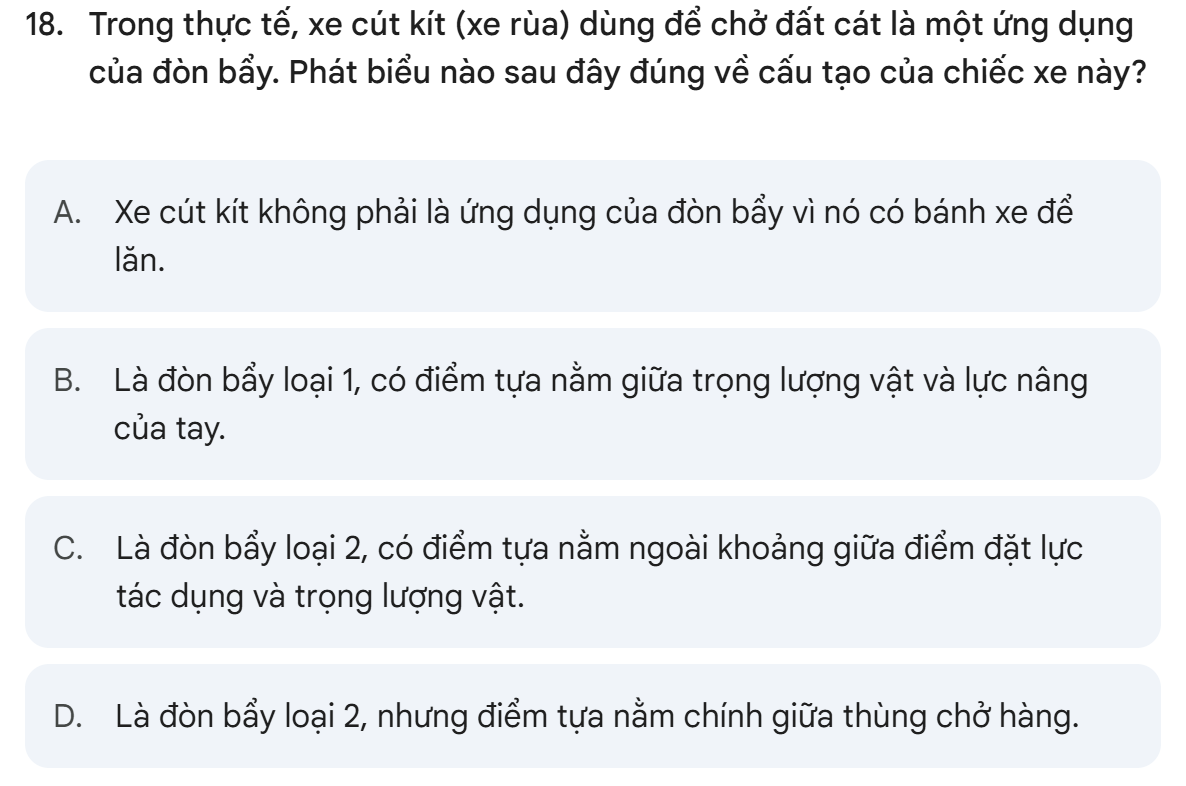 18. Trong thực tế, xe cút kít (xe rùa) dùng để chở đất cát là một ứng dụng
của đòn bẩy. Phát biểu nào sau đây đúng về cấu tạo của chiếc xe này?
A. Xe cút kít không phải là ứng dụng của đòn bẩy vì nó có bánh xe để
lăn.
B. Là đòn bẩy loại 1, có điểm tựa nằm giữa trọng lượng vật và lực nâng
của tay.
C. Là đòn bẩy loại 2, có điểm tựa nằm ngoài khoảng giữa điểm đặt lực
tác dụng và trọng lượng vật.
D. Là đòn bẩy loại 2, nhưng điểm tựa nằm chính giữa thùng chở hàng.